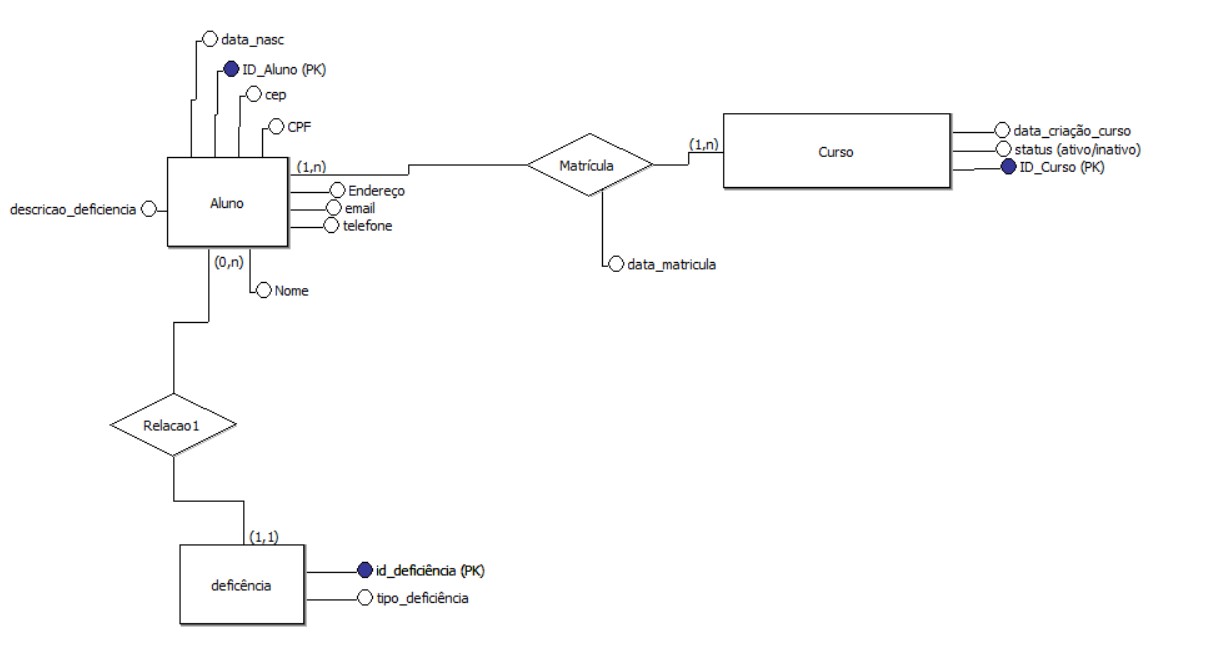 data_nasc
ID_Aluno (PK)
cep
CPF
(1,n)
Aluno
descricao_deficiencia
Endereço
email
telefone
(0,n)
Nome
Matrícula
data_matricula
(1,n)
Curso
data_criação_curso
status (ativo/inativo)
ID_Curso (PK)
Relacao1
(1,1)
deficência
id_deficiência (PK)
tipo_deficiência